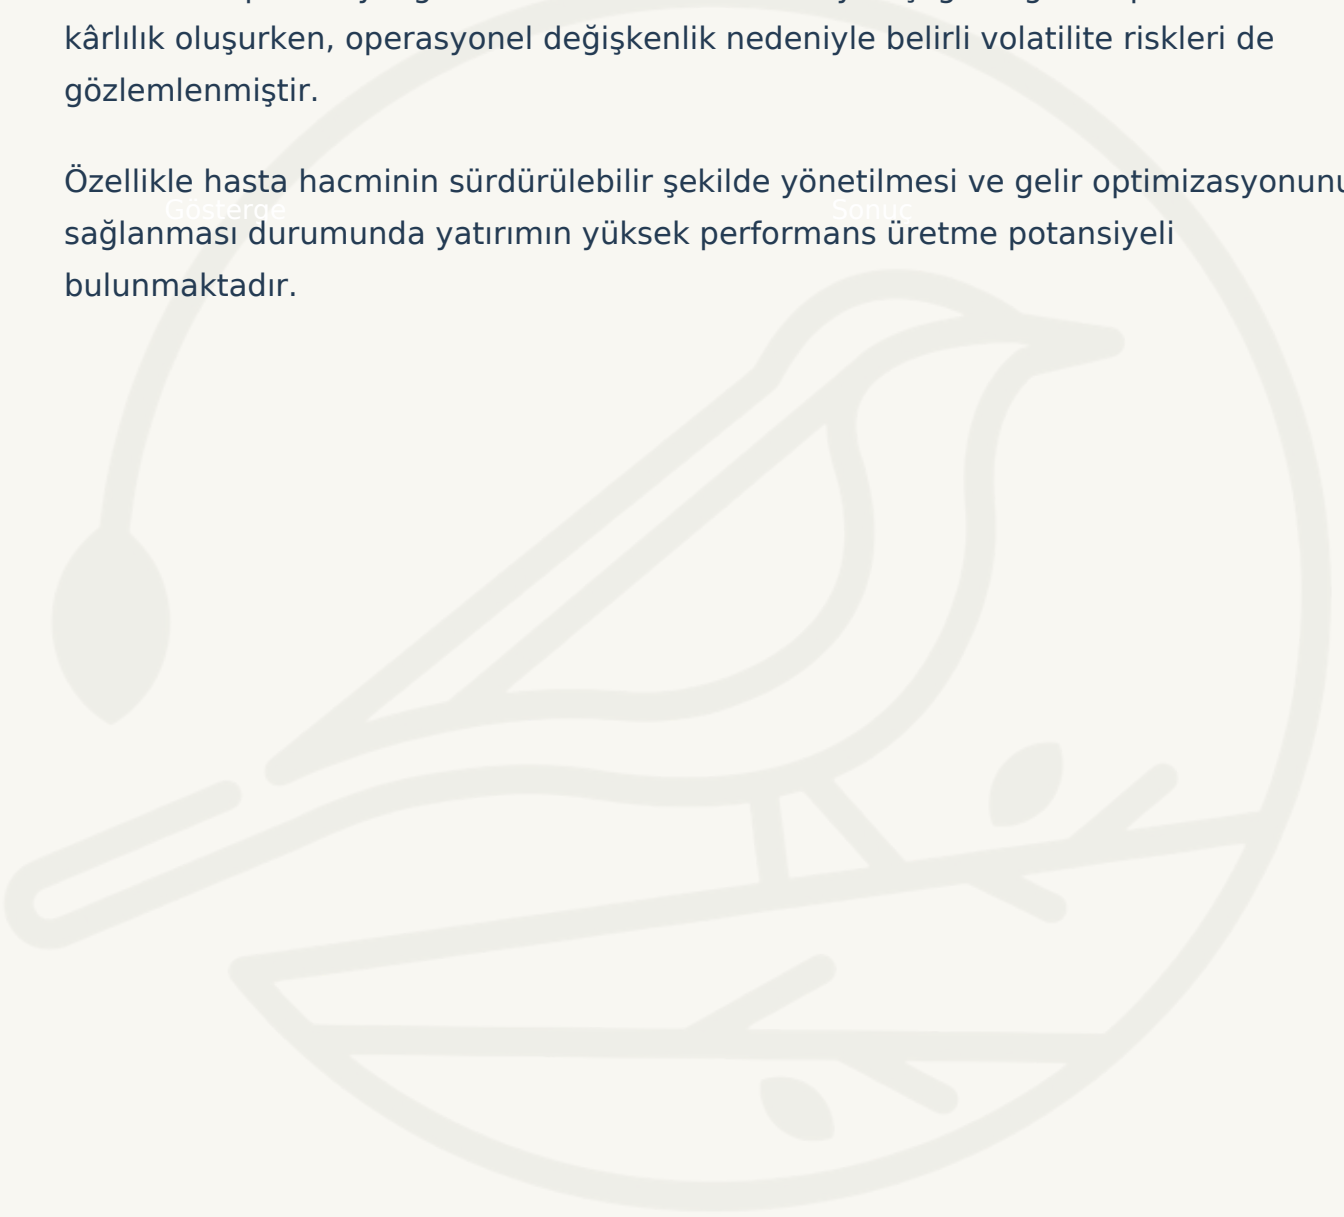 kârlılık oluşurken, operasyonel değişkenlik nedeniyle belirli volatilite riskleri de
gözlemlenmiştir.
Özellikle hasta hacminin sürdürülebilir şekilde yönetilmesi ve gelir
Gösterge Sonuç
sağlanması durumunda yatırımın yüksek performans üretme potansiyeli
bulunmaktadır.